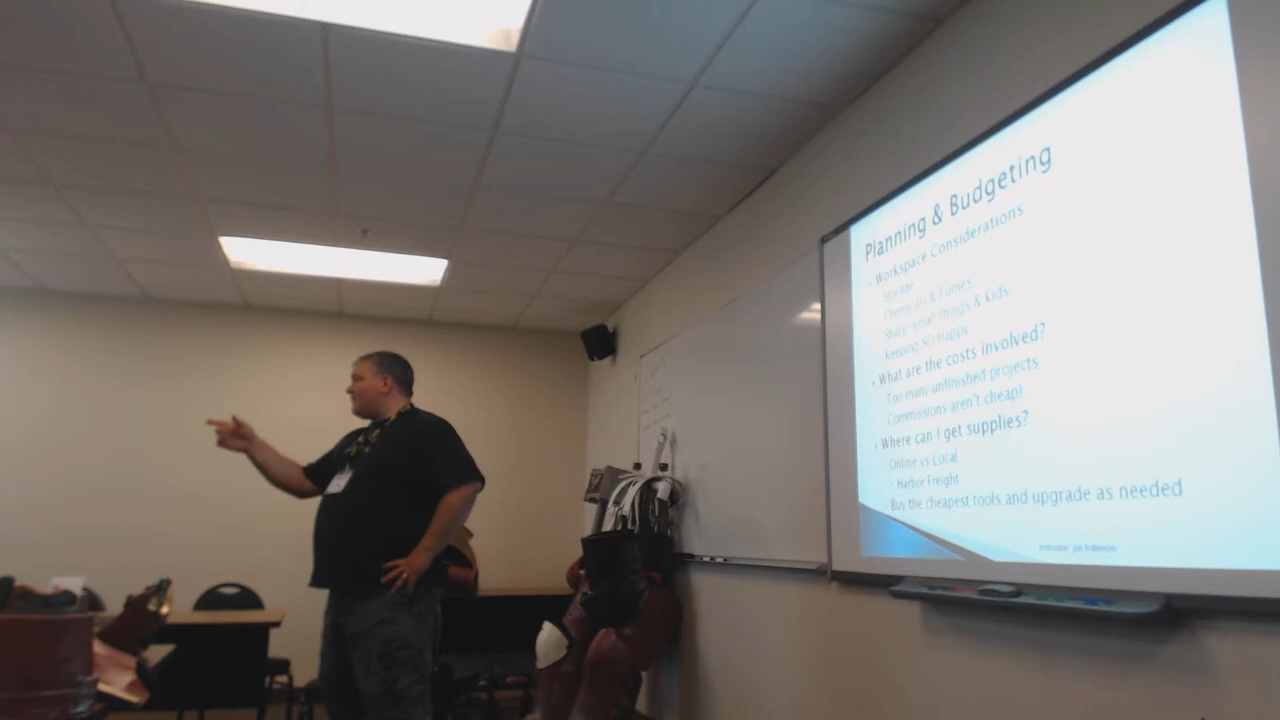 Planning & Budgeting
Workspace Considerations
Storage
Chemicals & Fumes
Sharp, small things & kids
Keeping SO Happy
What are the costs involved?
Too many unfinished projects
Commissions aren't cheap!
Where can I get supplies?
Online vs Local
Harbor Freight
Buy the cheapest tools and upgrade as needed
Instructor: